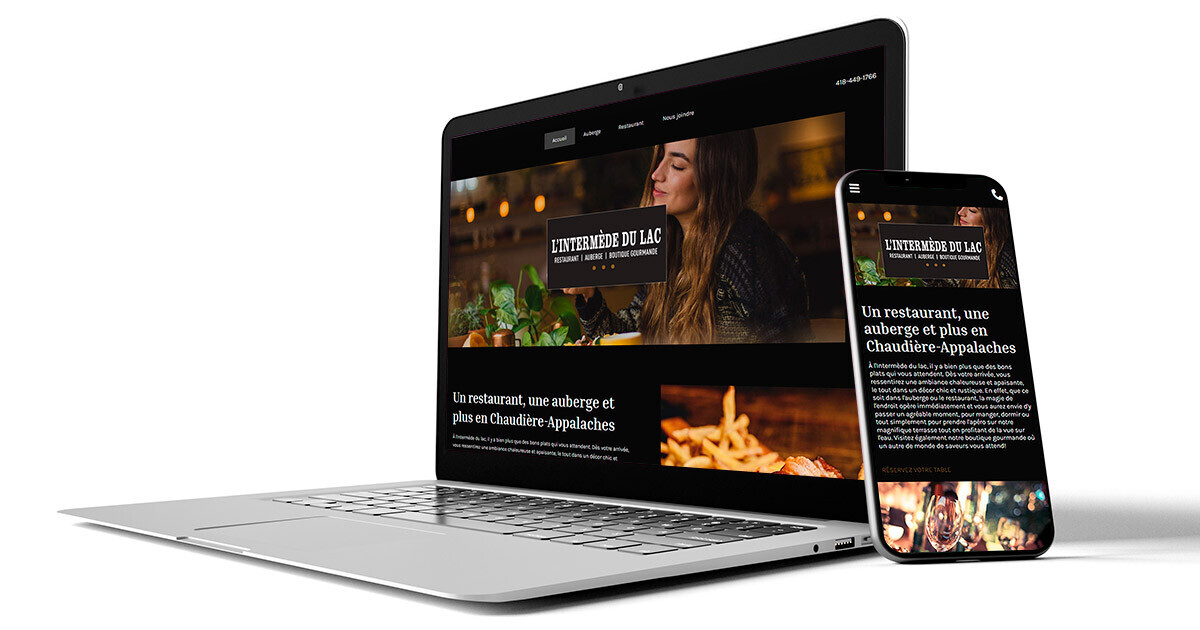 418-449-1766
Accueil
Auberge
Restaurant
Nous joindre
L'INTERMÈDE DU LAC
RESTAURANT | AUBERGE | BOUTIQUE GOURMANDE
Un restaurant, une auberge et
plus en Chaudière-Appalaches
À l'intermède du lac, il y a bien plus que des bons plats qui vous attendent. Dès votre arrivée,
vous ressentirez une ambiance chaleureuse et apaisante, le tout dans un décor chic et
L'INTERMÈDE DU LAC
RESTAURANT | AUBERGE | BOUTIQUE GOURMANDE
Un restaurant, une
auberge et plus en
Chaudière-Appalaches
À l'intermède du lac, il y a bien plus que des bons
plats qui vous attendent. Dès votre arrivée, vous
ressentirez une ambiance chaleureuse et apaisante,
le tout dans un décor chic et rustique. En effet, que ce
soit dans l'auberge ou le restaurant, la magie de
l'endroit opère immédiatement et vous aurez envie d'y
passer un agréable moment, pour manger, dormir ou
tout simplement pour prendre l'apéro sur notre
magnifique terrasse tout en profitant de la vue sur
l'eau. Visitez également notre boutique gourmande où
un autre de monde de saveurs vous attend!
RÉSERVEZ VOTRE TABLE